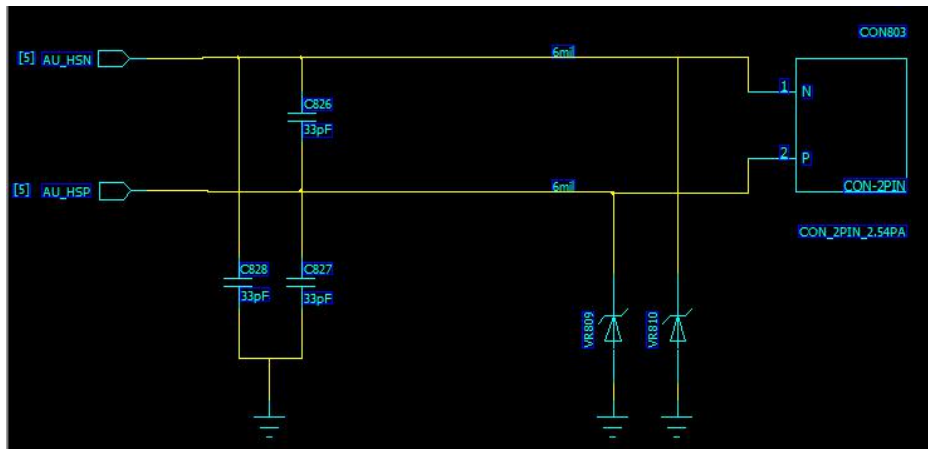 CON803
[5] AU_HSN
6mil
1 N
C826
33pF
2 P
[5] AU_HSP
6mil
CON-2PIN
CON_2PIN_2.54PA
C828
C827
33pF
33pF
VR809
VR810